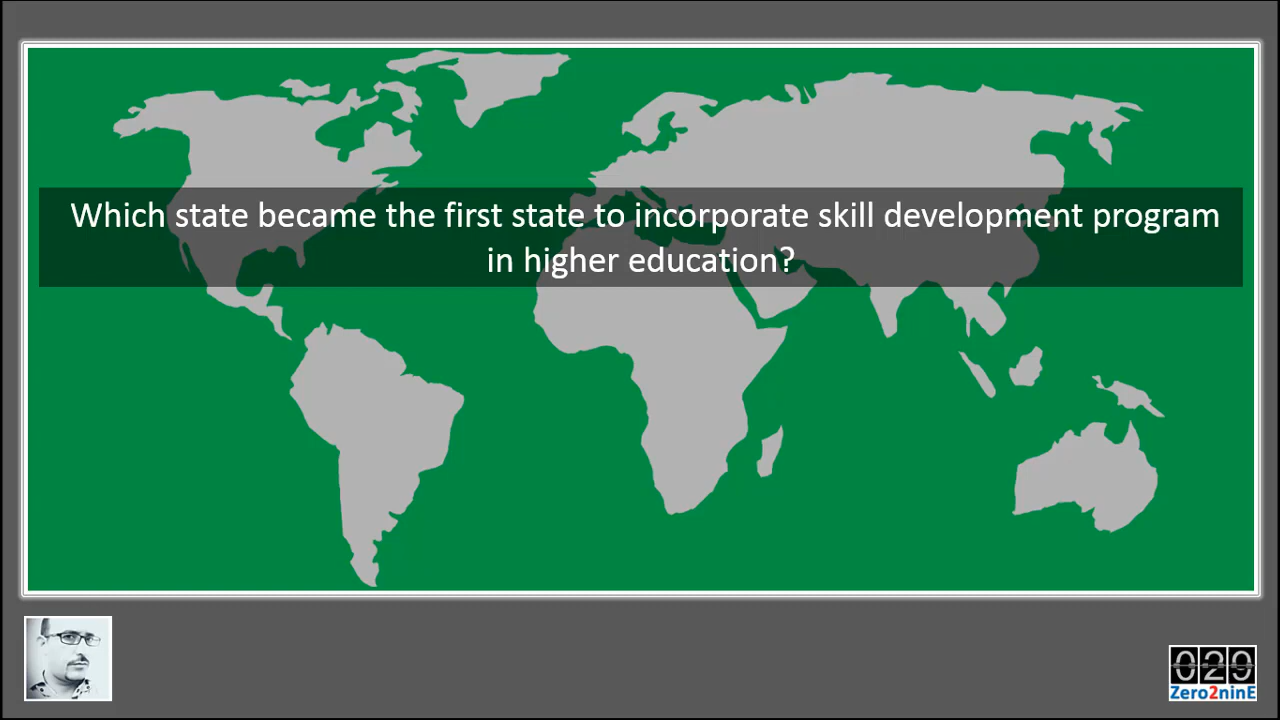 Which state became the first state to incorporate skill development program
in higher education?
029
Zero2ninE